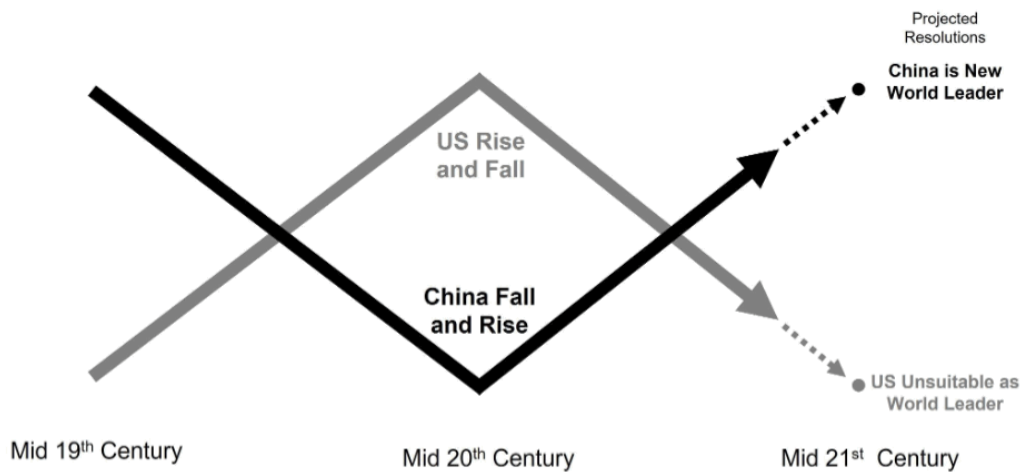 Projected
Resolutions
China is New
World Leader
US Rise
and Fall
China Fall
and Rise
US Unsuitable as
World Leader
Mid 19th Century
Mid 20th Century
Mid 21st Century